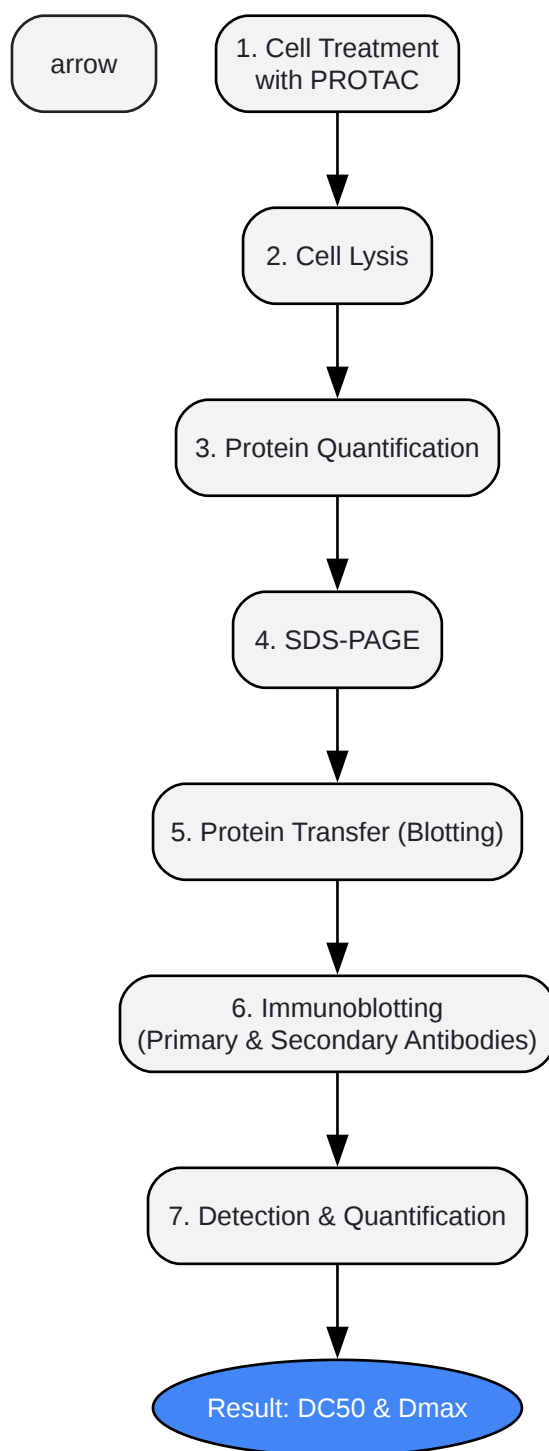 arrow
1. Cell Treatment
with PROTAC
2. Cell Lysis
3. Protein Quantification
4. SDS-PAGE
5. Protein Transfer (Blotting)
6. Immunoblotting
(Primary & Secondary Antibodies)
7. Detection & Quantification
Result: DC50 & Dmax